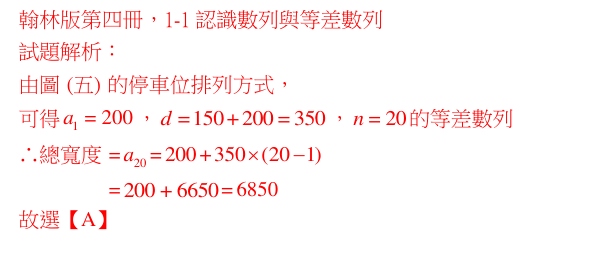 翰林版第四冊，1-1 認識數列與等差數列
試題解析：
由圖 (五) 的停車位排列方式，
可得 a₁ = 200 ， d = 150 + 200 = 350 ， n = 20 的等差數列
∴總寬度 = a₂₀ = 200 + 350 × (20 − 1)
= 200 + 6650 = 6850
故選【A】